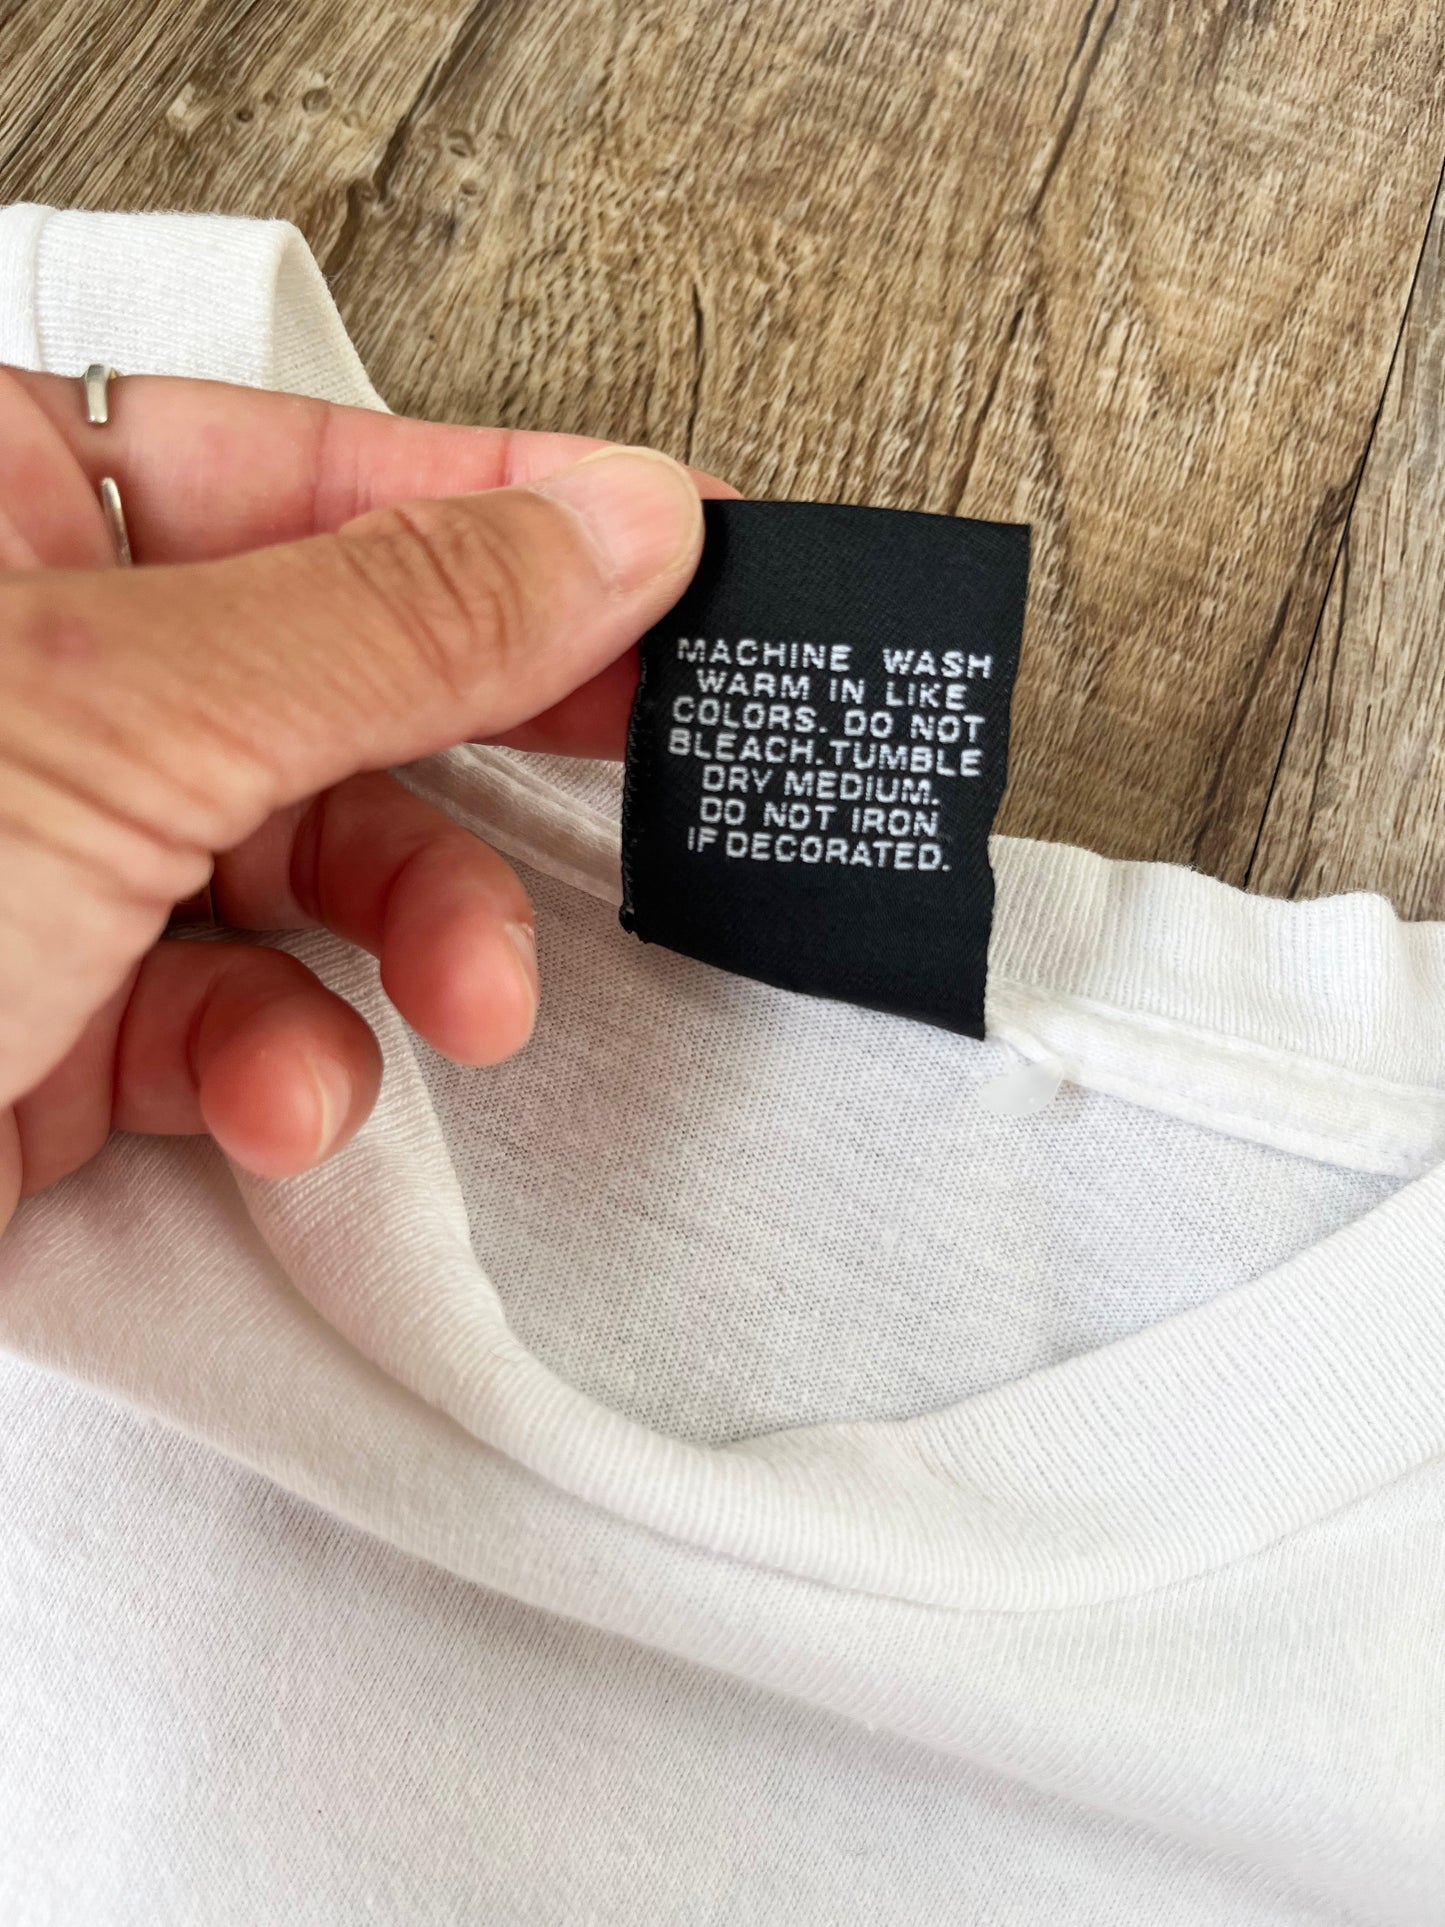 MACHINE WASH
WARM IN LIKE
COLORS. DO NOT
BLEACH. TUMBLE
DRY MEDIUM.
DO NOT IRON
IF DECORATED.